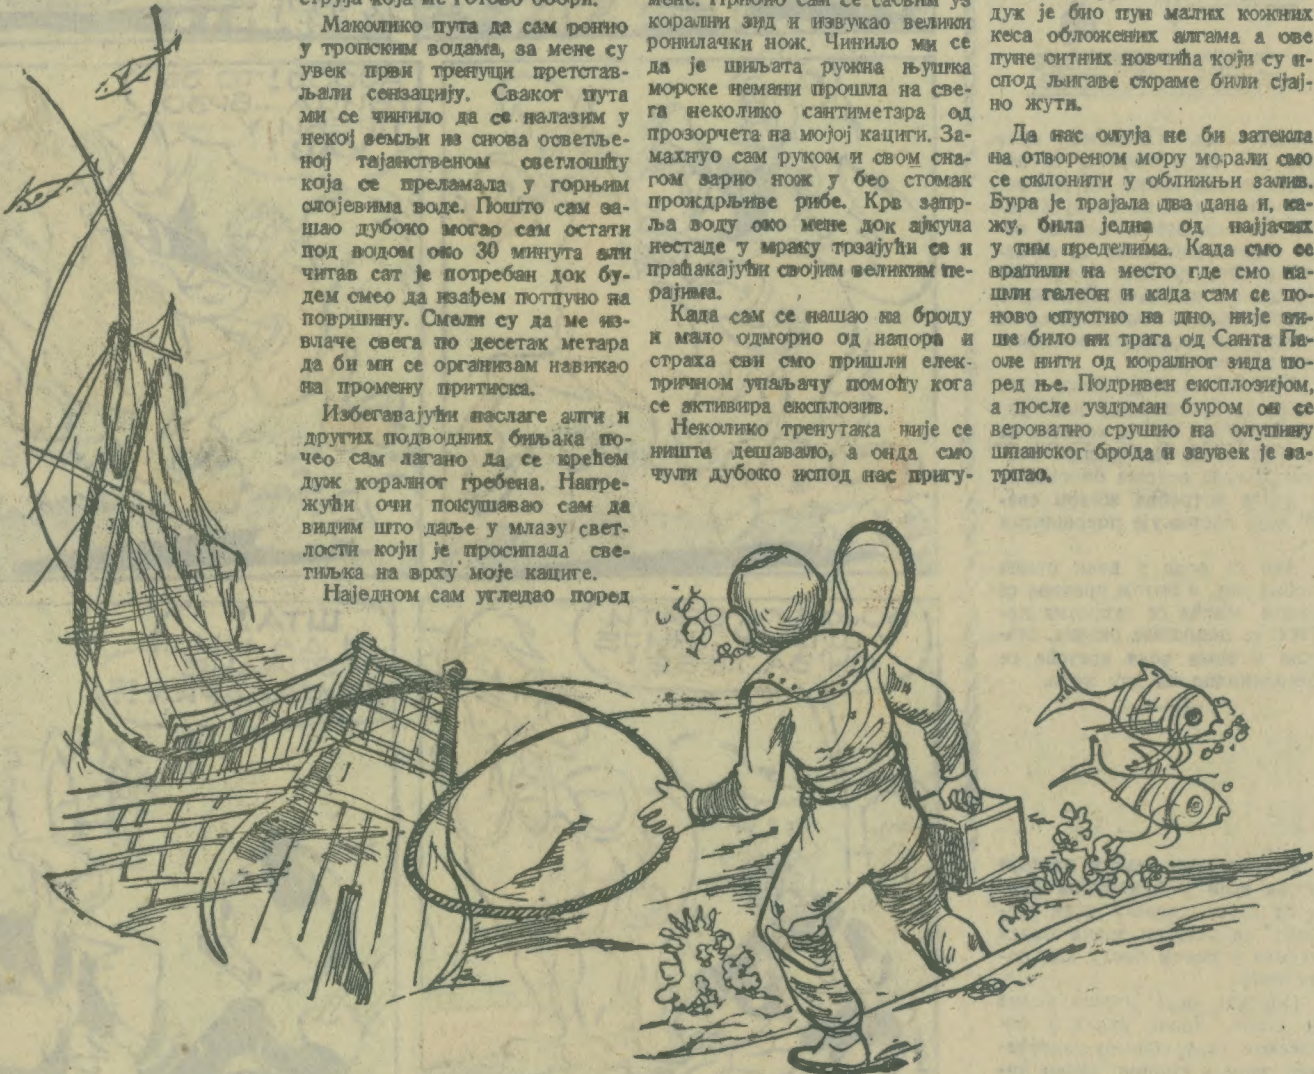 струја која ме готово обори.
Маколико пута да сам ронио
у тропским водама, за мене су
увек први тренуци претстав-
љали сензацију. Сваког пута
ми се чинило да се налазим у
некој земљи из снова осветље-
ној тајанственом светлошћу
која се преламала у горњим
слојевима воде. Пошто сам за-
шао дубоко могао сам остати
под водом око 30 минута али
читав сат је потребан док бу-
дем смео да изађем потпуно на
површину. Смели су да ме из-
влаче свега по десетак метара
да би ми се организам навикао
на промену притиска.
Избегавајући наслаге алги и
других подводних биљака по-
чео сам лагано да се крећем
дуж коралног гребена. Напре-
жући очи покушавао сам да
видим што даље у млазу свет-
лости који је просипала све-
тиљка на врху моје кациге.
Наједном сам угледао поред
мене. Прионо сам се сасвим уз
корални зид и извукао велики
ронилачки нож. Чинило ми се
да је шиљата ружна њушка
морске немани прошла на све-
га неколико сантиметара од
прозорчета на мојој кациги. За-
махнуо сам руком и свом сна-
гом зарио нож у бео стомак
прождрљиве рибе. Крв запр-
ља воду око мене док ајкула
нестаде у мраку трзајући се и
праћакајући својим великим пе-
рајима.
Када сам се нашао на броду
и мало одморио од напора и
страха сви смо пришли елек-
тричном упаљачу помоћу кога
се активира експлозив.
Неколико тренутака није се
ништа дешавало, а онда смо
чули дубоко испод нас пригу-
дук је био пун малих кожних
кеса обложених алгама а ове
пуне ситних новчића који су и-
спод љигаве скраме били сјај-
но жути.
Да нас олуја не би затекла
на отвореном мору морали смо
се склонити у оближњи залив.
Бура је трајала два дана и, ка-
жу, била једна од најјачих
у тим пределима. Када смо се
вратили на место где смо на-
шли галеон и када сам се по-
ново спустио на дно, није ви-
ше било ни трага од Санта Па-
оле нити од коралног зида по-
ред ње. Подривен експлозијом,
а после уздрман буром он се
вероватно срушио на олупину
шпанског брода и заувек је за-
трпао.